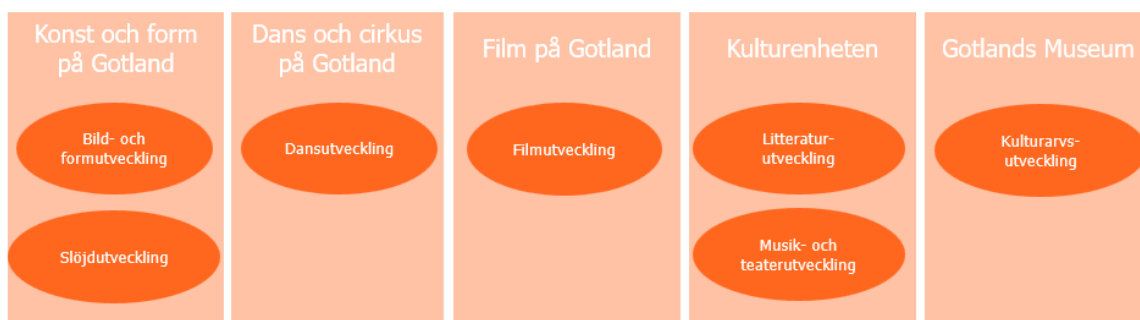 Konst och form
på Gotland
Bild- och
formutveckling
Slöjdutveckling
Dans och cirkus
på Gotland
Dansutveckling
Film på Gotland
Filmutveckling
Kulturenheten
Litteratur-
utveckling
Musik- och
teaterutveckling
Gotlands Museum
Kulturarvs-
utveckling